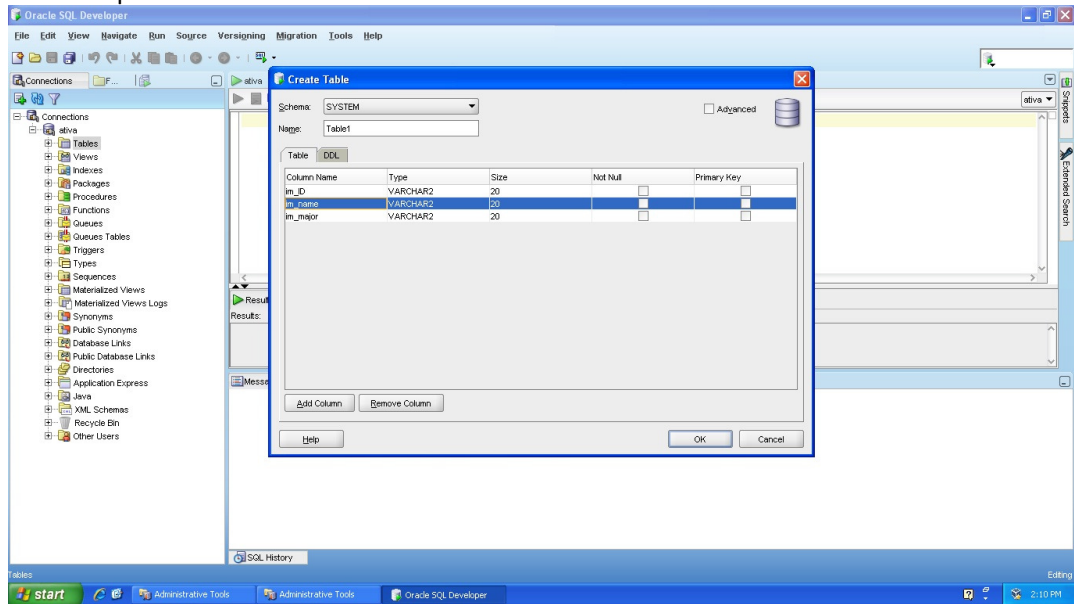 Oracle SQL Developer
File Edit View Navigate Run Source Versigning Migration Tools Help
Connections F...
ativa
ativa
Snippets
Extended Search
Connections
ativa
Tables
Views
Indexes
Packages
Procedures
Functions
Queues
Queues Tables
Triggers
Types
Sequences
Materialized Views
Materialized Views Logs
Synonyms
Public Synonyms
Database Links
Public Database Links
Directories
Application Express
Java
XML Schemas
Recycle Bin
Other Users
Create Table
Schema: SYSTEM
Advanced
Name: Table1
Table DDL
Column Name Type Size Not Null Primary Key
im_ID VARCHAR2 20
im_name VARCHAR2 20
im_major VARCHAR2 20
Add Column Remove Column
Help OK Cancel
Result
Results:
Messa
SQL History
Tables Editing
start Administrative Tools Administrative Tools Oracle SQL Developer 2:10 PM